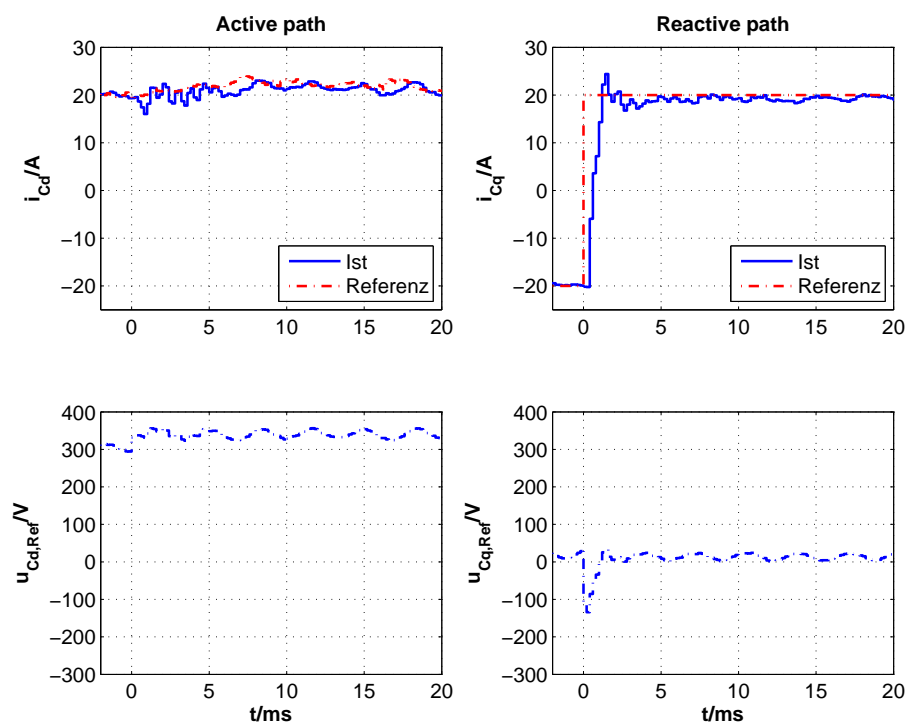 Active path
30
20
10
0
−10
−20
i_Cd/A
Ist
Referenz
0 5 10 15 20
Reactive path
30
20
10
0
−10
−20
i_Cq/A
Ist
Referenz
0 5 10 15 20
400
300
200
100
0
−100
−200
−300
u_Cd,Ref/V
0 5 10 15 20
t/ms
400
300
200
100
0
−100
−200
−300
u_Cq,Ref/V
0 5 10 15 20
t/ms